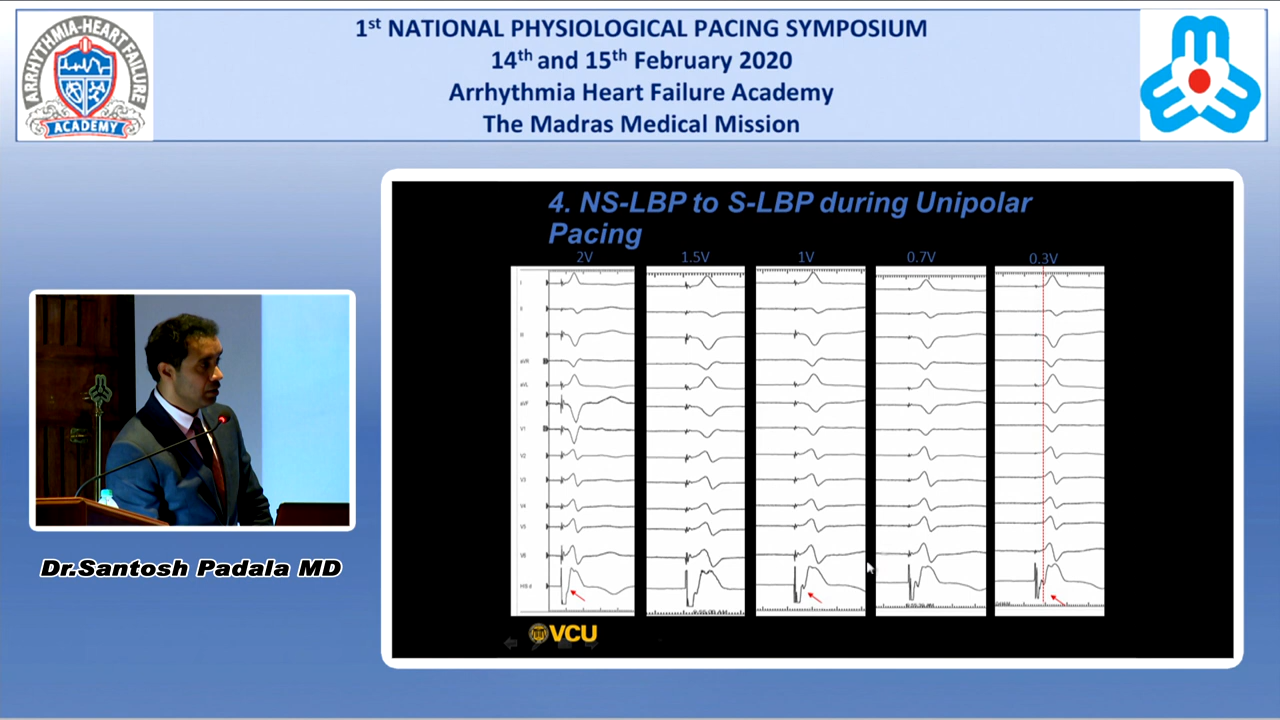 1st NATIONAL PHYSIOLOGICAL PACING SYMPOSIUM
14th and 15th February 2020
Arrhythmia Heart Failure Academy
The Madras Medical Mission
ARRHYTHMIA-HEART FAILURE
ACADEMY
4. NS-LBP to S-LBP during Unipolar
Pacing
2V 1.5V 1V 0.7V 0.3V
I
II
III
aVR
aVL
aVF
V1
V2
V3
V4
V5
V6
HIS d
VCU
Dr.Santosh Padala MD